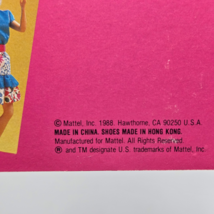 © Mattel, Inc. 1988. Hawthorne, CA 90250 U.S.A.
MADE IN CHINA. SHOES MADE IN HONG KONG.
Manufactured for Mattel. All Rights Reserved.
® and TM designate U.S. trademarks of Mattel, Inc.